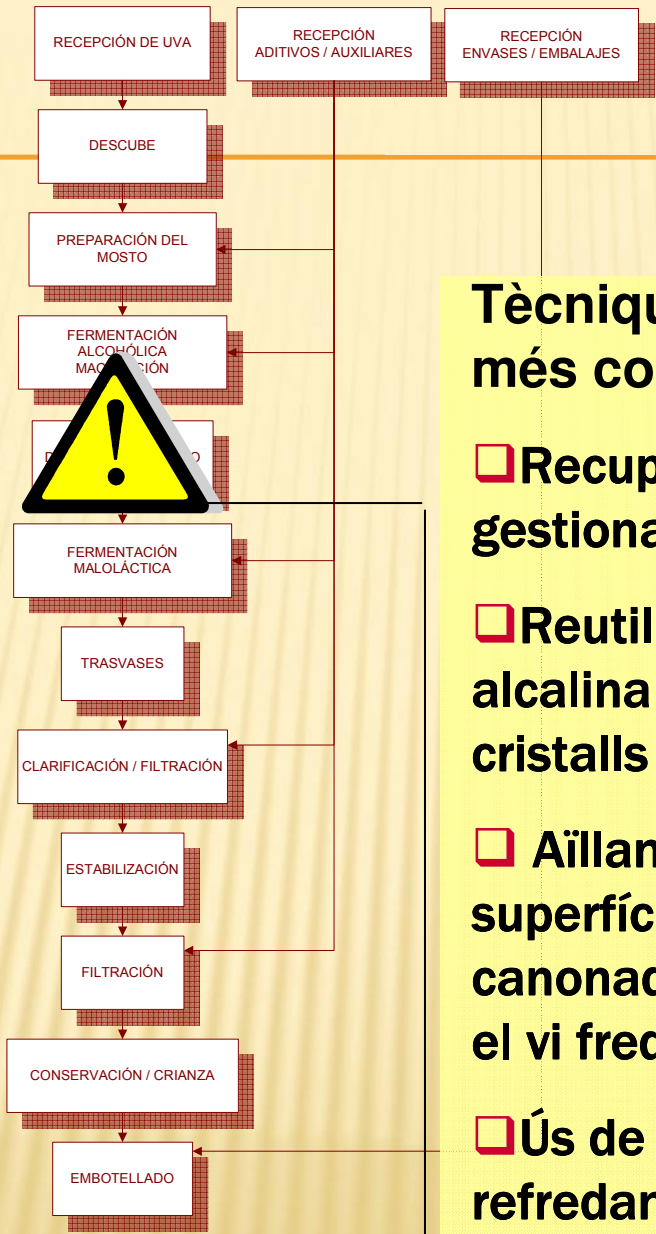 RECEPCIÓN DE UVA
RECEPCIÓN
ADITIVOS / AUXILIARES
RECEPCIÓN
ENVASES / EMBALAJES
DESCUBE
PREPARACIÓN DEL
MOSTO
FERMENTACIÓN
ALCOHÓLICA
FERMENTACIÓN
MALOLÁCTICA
TRASVASES
CLARIFICACIÓN / FILTRACIÓN
ESTABILIZACIÓN
FILTRACIÓN
CONSERVACIÓN / CRIANZA
EMBOTELLADO
Tècniqu
més co
Recup
gestiona
Reutil
alcalina
cristalls
Aïllan
superfíc
canonad
el vi fred
Ús de
refredan